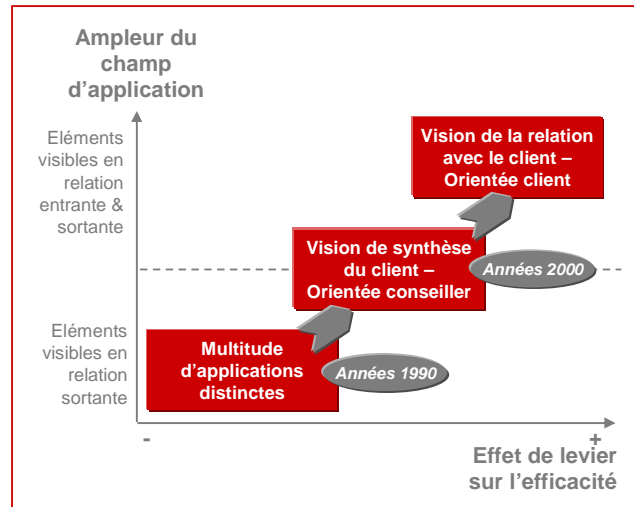 Ampleur du
champ
d’application
Eléments
visibles en
relation
entrante &
sortante
Vision de la relation
avec le client –
Orientée client
Vision de synthèse
du client –
Orientée conseiller
Années 2000
Eléments
visibles en
relation
sortante
Multitude
d’applications
distinctes
Années 1990
-
+
Effet de levier
sur l’efficacité